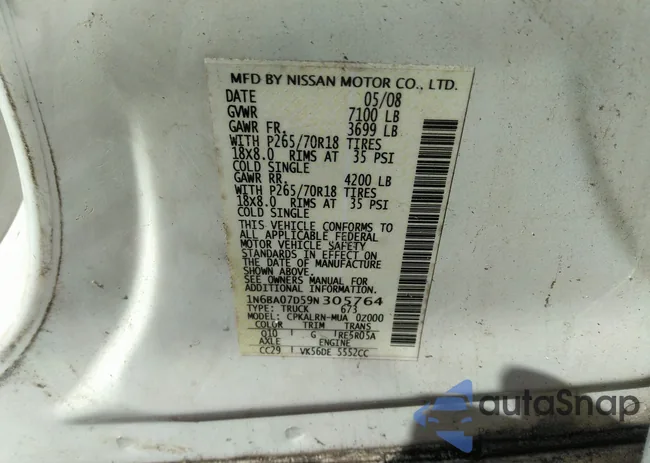 MFD BY NISSAN MOTOR CO., LTD.
DATE 05/08
GVWR 7100 LB
GAWR FR. 3699 LB
WITH P265/70R18 TIRES
18X8.0 RIMS AT 35 PSI
COLD SINGLE
GAWR RR. 4200 LB
WITH P265/70R18 TIRES
18X8.0 RIMS AT 35 PSI
COLD SINGLE
THIS VEHICLE CONFORMS TO
ALL APPLICABLE FEDERAL
MOTOR VEHICLE SAFETY
STANDARDS IN EFFECT ON
THE DATE OF MANUFACTURE
SHOWN ABOVE.
SEE OWNERS MANUAL FOR
ADDITIONAL INFORMATION
1N6BA07D59N305764
TYPE: TRUCK 673
MODEL: CPKALRN-MUA 0Z000
COLOR TRIM TRANS
Q10 G RE5R05A
AXLE ENGINE
CC29 VK56DE 5552CC
autoSnap